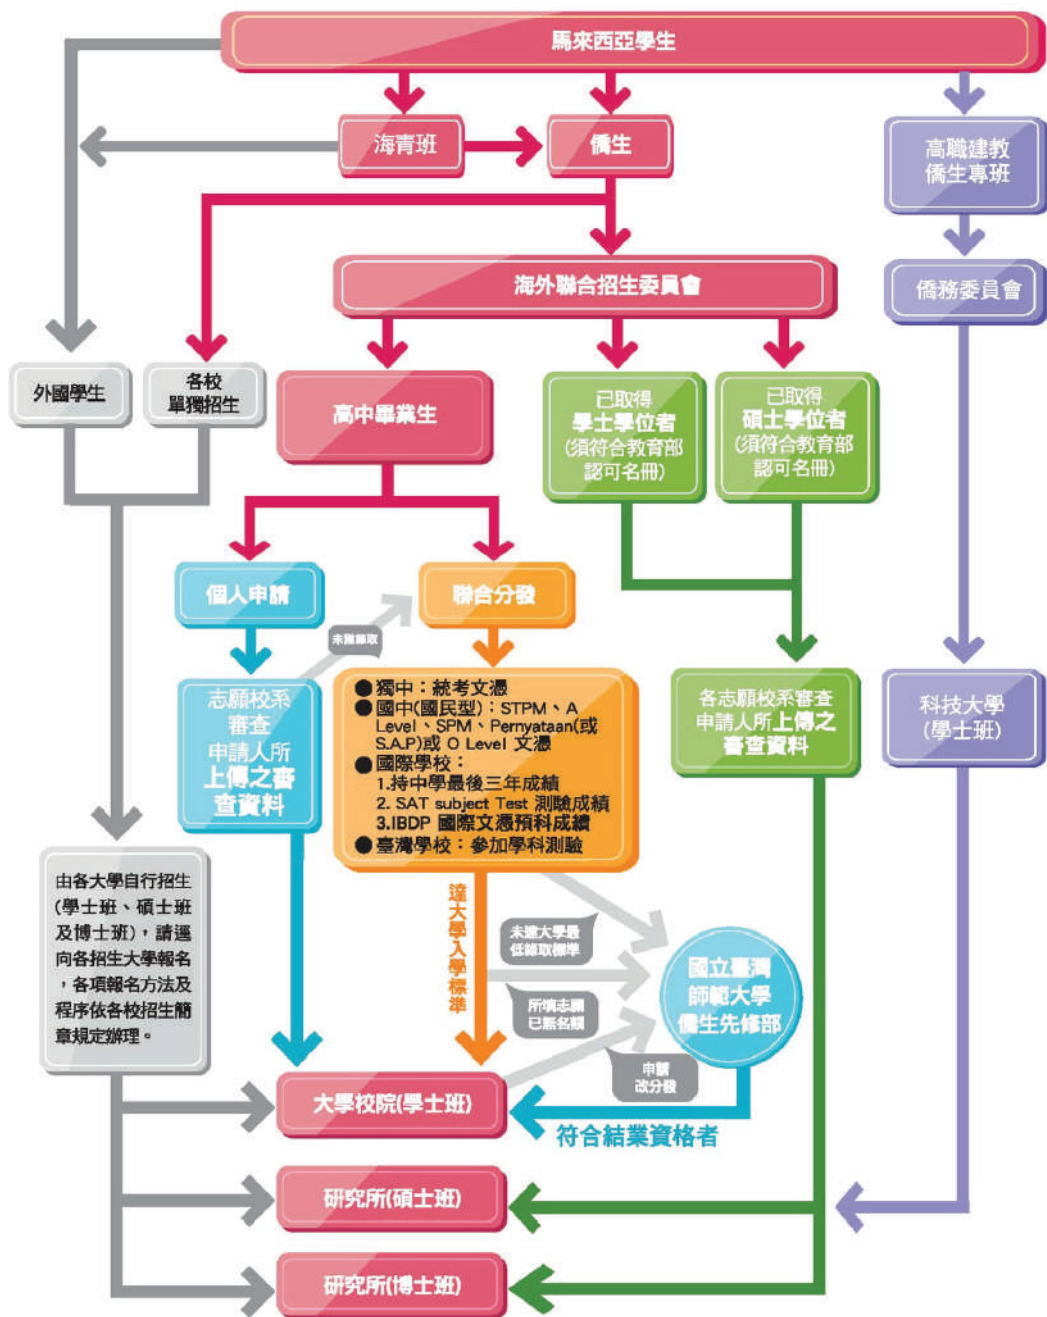 馬來西亞學生
海青班
僑生
高職建教
僑生專班
海外聯合招生委員會
僑務委員會
外國學生
各校
單獨招生
高中畢業生
已取得
學士學位者
(須符合教育部
認可名冊)
已取得
碩士學位者
(須符合教育部
認可名冊)
個人申請
聯合分發
未獲錄取
志願校系
審查
申請人所
上傳之審
查資料
●獨中：統考文憑
●國中(國民型)：STPM、A
Level、SPM、Pernyataan(或
S.A.P)或 O Level 文憑
●國際學校：
1.持中學最後三年成績
2. SAT subject Test 測驗成績
3.IBDP 國際文憑預科成績
●臺灣學校：參加學科測驗
各志願校系審查
申請人所上傳之
審查資料
科技大學
(學士班)
由各大學自行招生
(學士班、碩士班
及博士班)，請逕
向各招生大學報名
，各項報名方法及
程序依各校招生簡
章規定辦理。
達大學入學標準
未達大學最
低錄取標準
所填志願
已無名額
申請
改分發
國立臺灣
師範大學
僑生先修部
大學校院(學士班)
符合結業資格者
研究所(碩士班)
研究所(博士班)